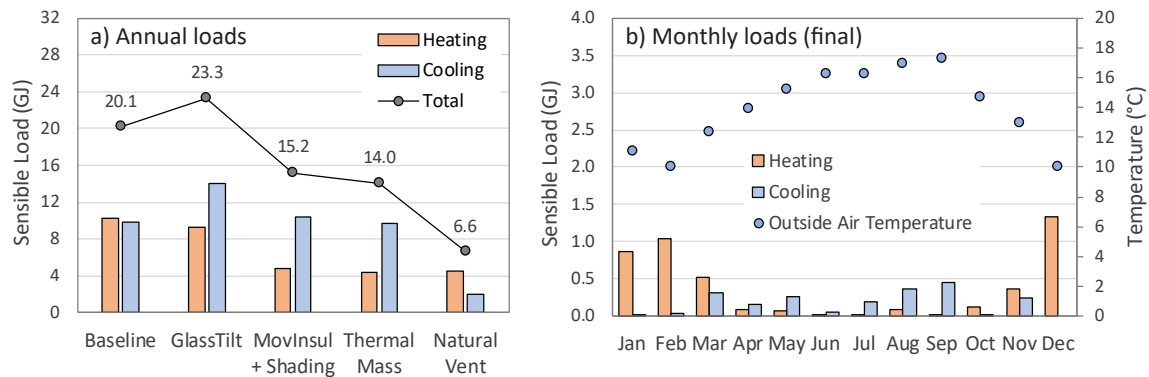 a) Annual loads
Sensible Load (GJ)
32
28
24
20
16
12
8
4
0
Heating
Cooling
Total
20.1
23.3
15.2
14.0
6.6
Baseline
GlassTilt
MovInsul
+ Shading
Thermal
Mass
Natural
Vent
b) Monthly loads (final)
Sensible Load (GJ)
4.0
3.5
3.0
2.5
2.0
1.5
1.0
0.5
0.0
Heating
Cooling
Outside Air Temperature
20
18
16
14
12
10
8
6
4
2
0
Temperature (°C)
Jan Feb Mar Apr May Jun Jul Aug Sep Oct Nov Dec